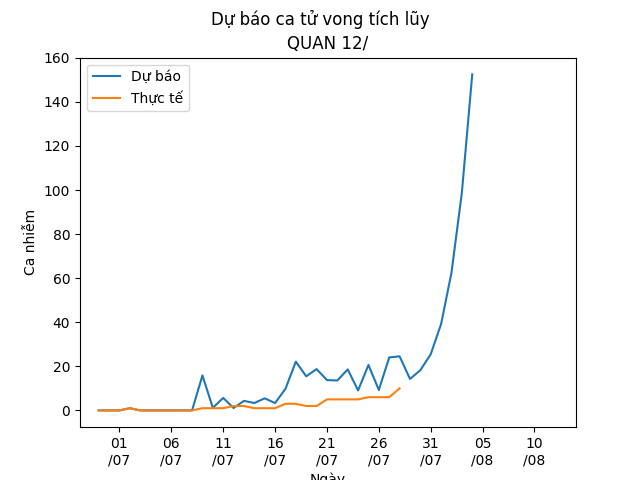 Dự báo ca tử vong tích lũy
QUAN 12/
Dự báo
Thực tế
Ca nhiễm
160
140
120
100
80
60
40
20
0
01 06 11 16 21 26 31 05 10
/07 /07 /07 /07 /07 /07 /07 /08 /08
Ngày